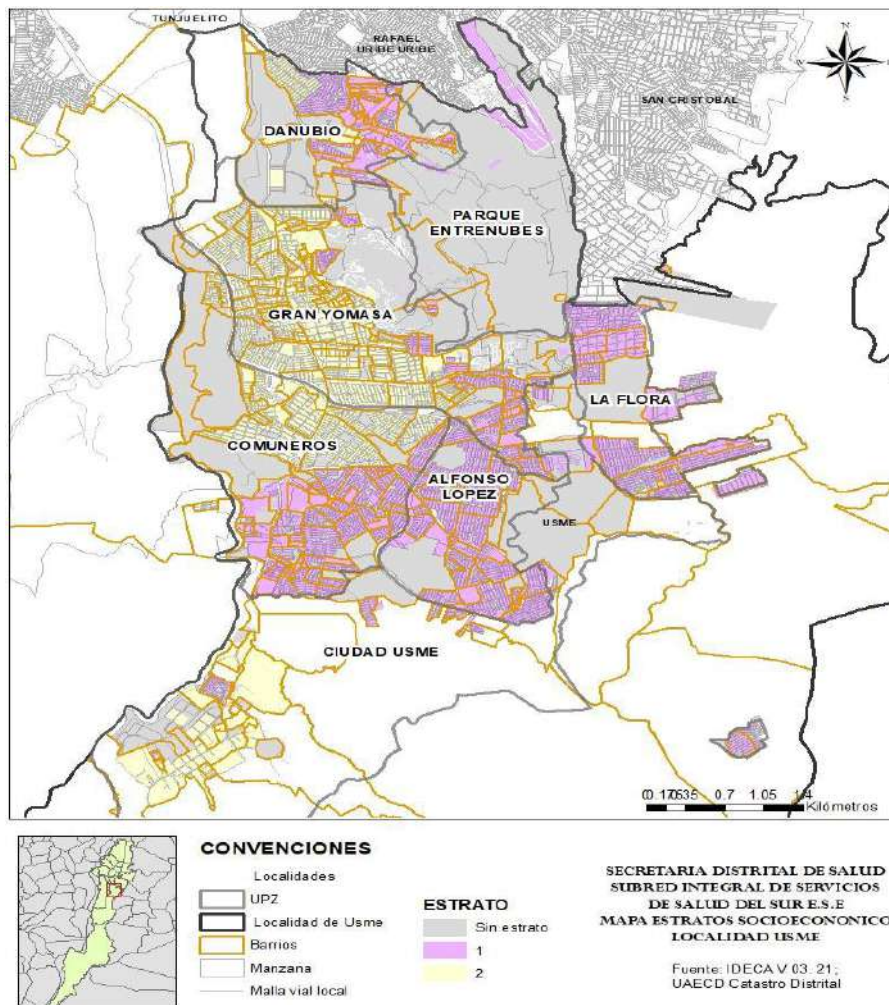 TUNJUELITO
RAFAEL
URIBE URIBE
SAN CRISTOBAL
N
DANUBIO
PARQUE
ENTRENUBES
GRAN YOMASA
LA FLORA
COMUNEROS
ALFONSO
LOPEZ
USME
CIUDAD USME
0.7 1.05
Kilómetros
CONVENCIONES
Localidades
UPZ
Localidad de Usme
Barrios
Manzana
Malla vial local
ESTRATO
Sin estrato
1
2
SECRETARIA DISTRITAL DE SALUD
SUBRED INTEGRAL DE SERVICIOS
DE SALUD DEL SUR E.S.E
MAPA ESTRATOS SOCIOECONONICO
LOCALIDAD USME
Fuente: IDECA V 03. 21;
UAECD Catastro Distrital